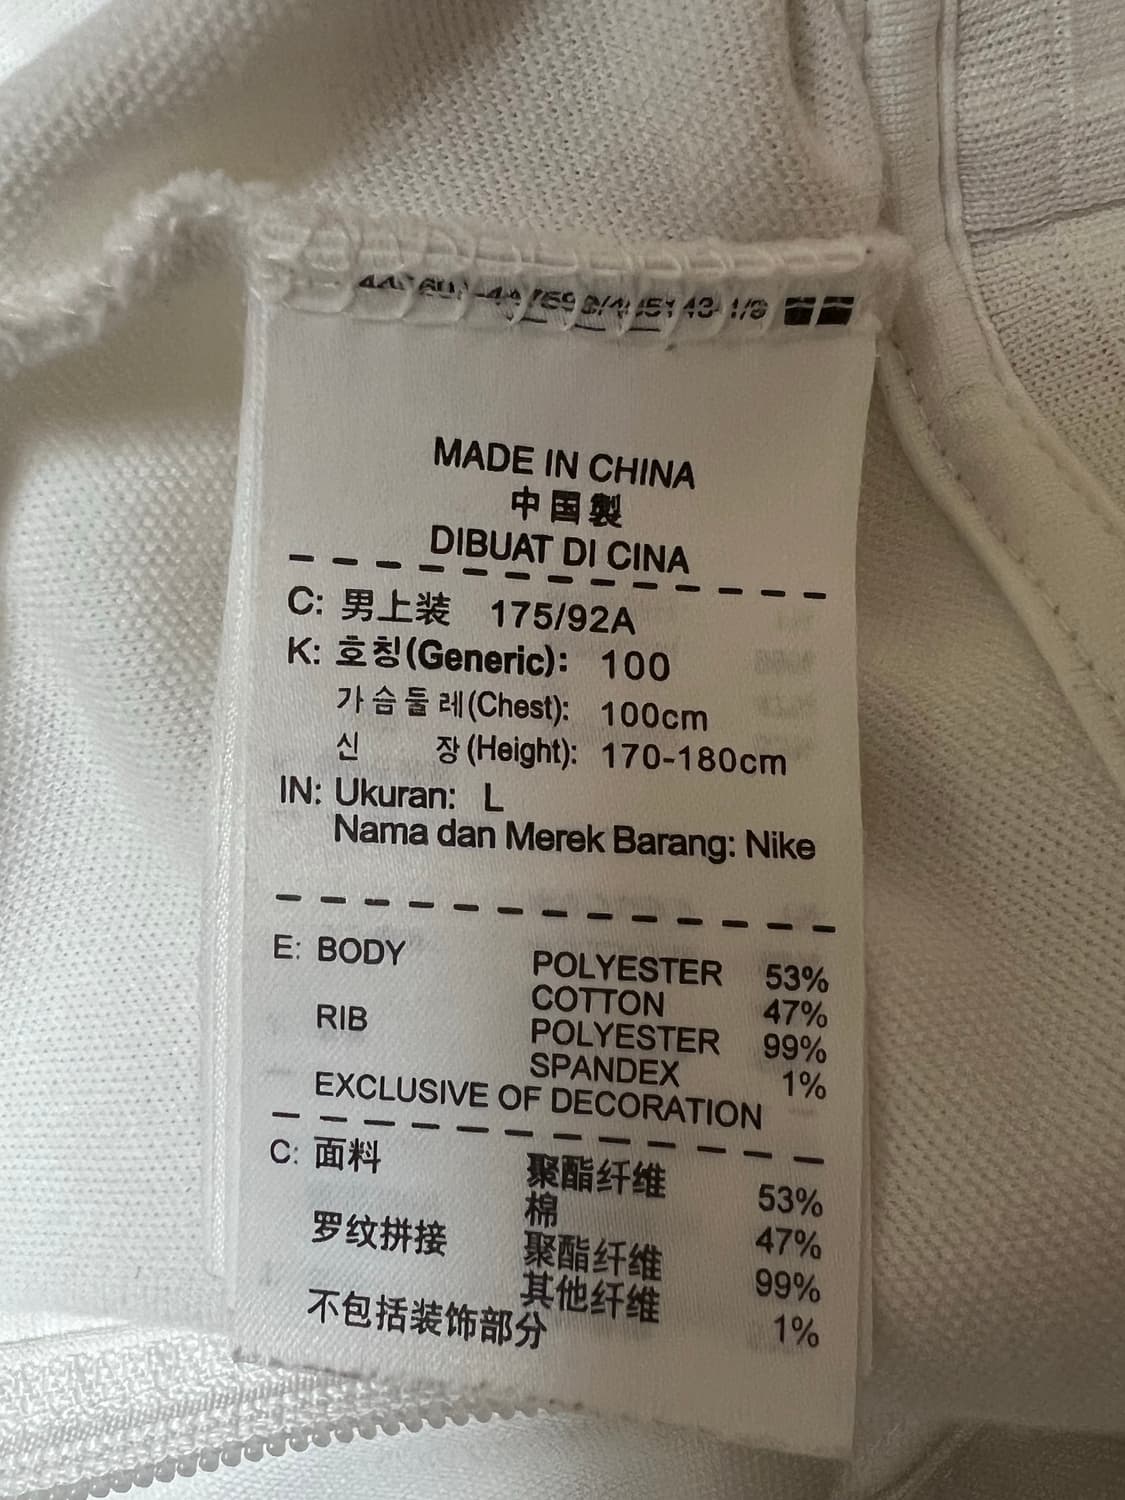 MADE IN CHINA
中国製
DIBUAT DI CINA
C: 男上装 175/92A
K: 호칭(Generic): 100
가슴둘레(Chest): 100cm
신 장(Height): 170-180cm
IN: Ukuran: L
Nama dan Merek Barang: Nike
E: BODY POLYESTER 53%
COTTON 47%
RIB POLYESTER 99%
SPANDEX 1%
EXCLUSIVE OF DECORATION
C: 面料 聚酯纤维 53%
棉 47%
罗纹拼接 聚酯纤维 99%
其他纤维 1%
不包括装饰部分